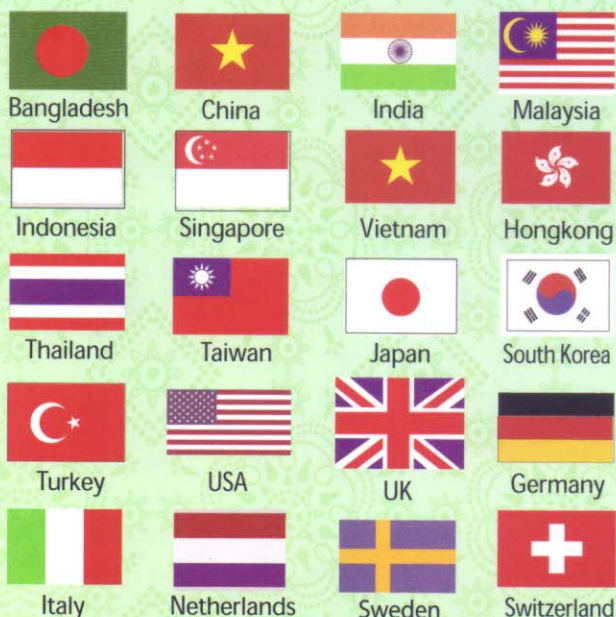 Bangladesh China India Malaysia
Indonesia Singapore Vietnam Hongkong
Thailand Taiwan Japan South Korea
Turkey USA UK Germany
Italy Netherlands Sweden Switzerland